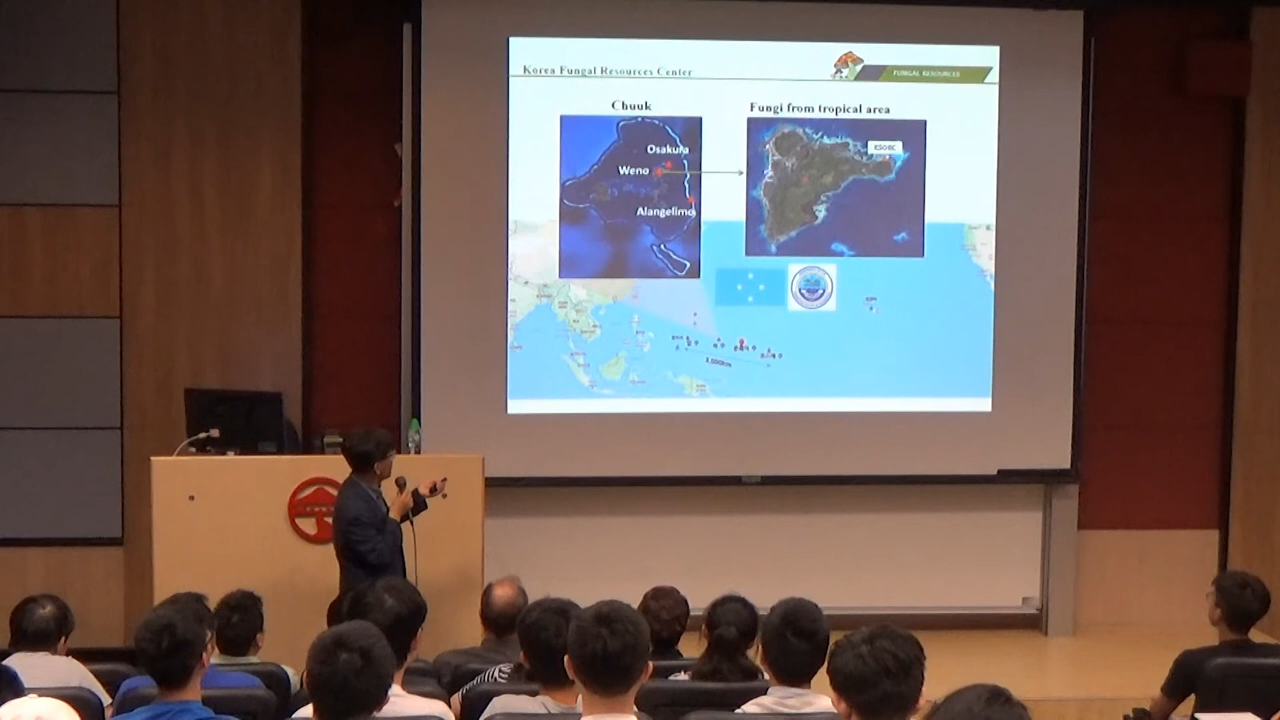 Korea Fungal Resources Center
FUNGAL RESOURCES
Chuuk
Fungi from tropical area
Osakura
Weno
Alangelimo